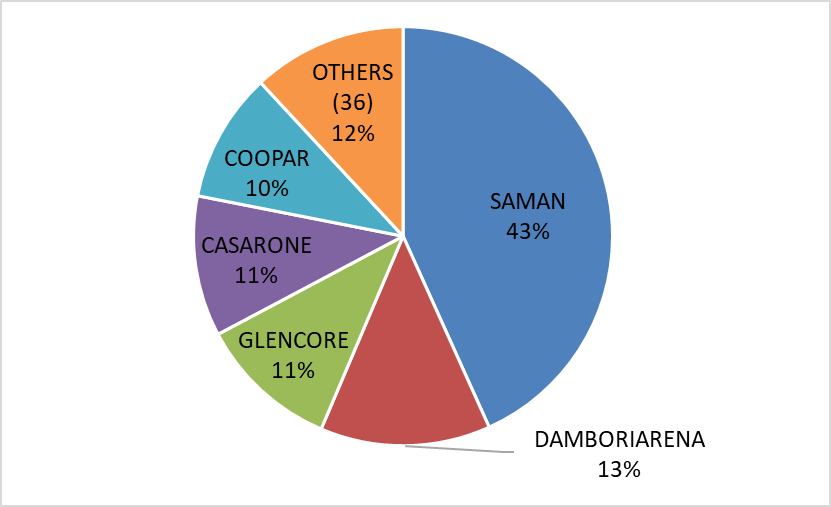 OTHERS
(36)
12%
SAMAN
43%
COOPAR
10%
CASARONE
11%
GLENCORE
11%
DAMBORIARENA
13%